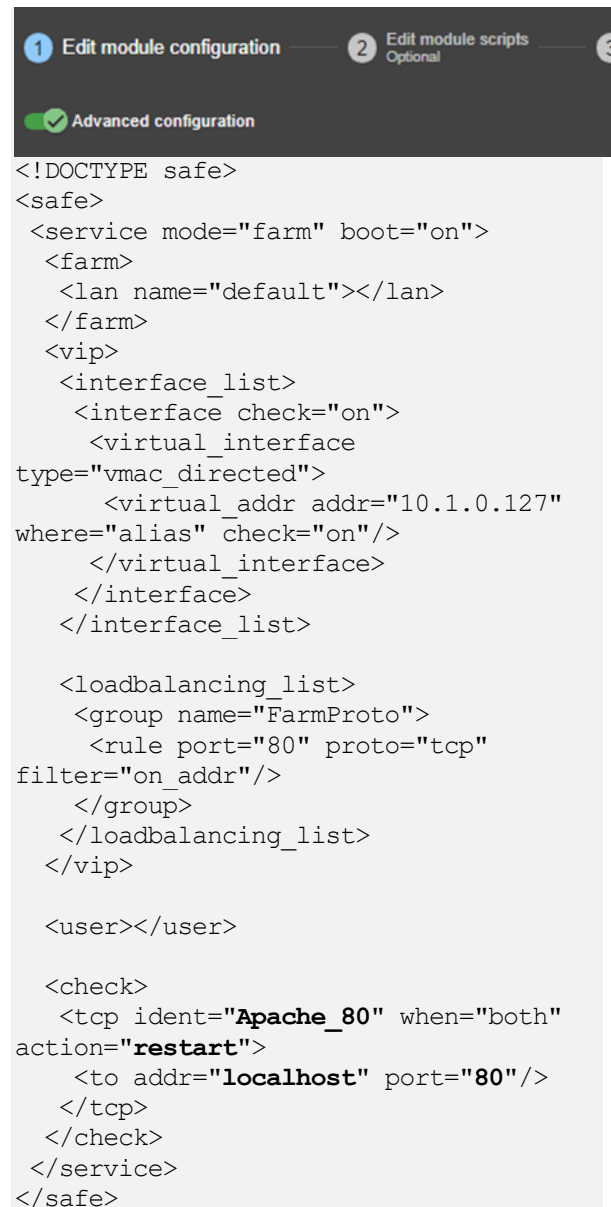 1 Edit module configuration 2 Edit module scripts 3
Optional
Advanced configuration
<!DOCTYPE safe>
<safe>
 <service mode="farm" boot="on">
  <farm>
   <lan name="default"></lan>
  </farm>
  <vip>
   <interface_list>
    <interface check="on">
     <virtual_interface
type="vmac_directed">
      <virtual_addr addr="10.1.0.127"
where="alias" check="on"/>
     </virtual_interface>
    </interface>
   </interface_list>

   <loadbalancing_list>
    <group name="FarmProto">
     <rule port="80" proto="tcp"
filter="on_addr"/>
    </group>
   </loadbalancing_list>
  </vip>

  <user></user>

  <check>
   <tcp ident="Apache_80" when="both"
action="restart">
    <to addr="localhost" port="80"/>
   </tcp>
  </check>
 </service>
</safe>